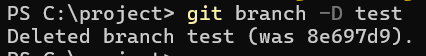 PS C:\project> git branch -D test
Deleted branch test (was 8e697d9).